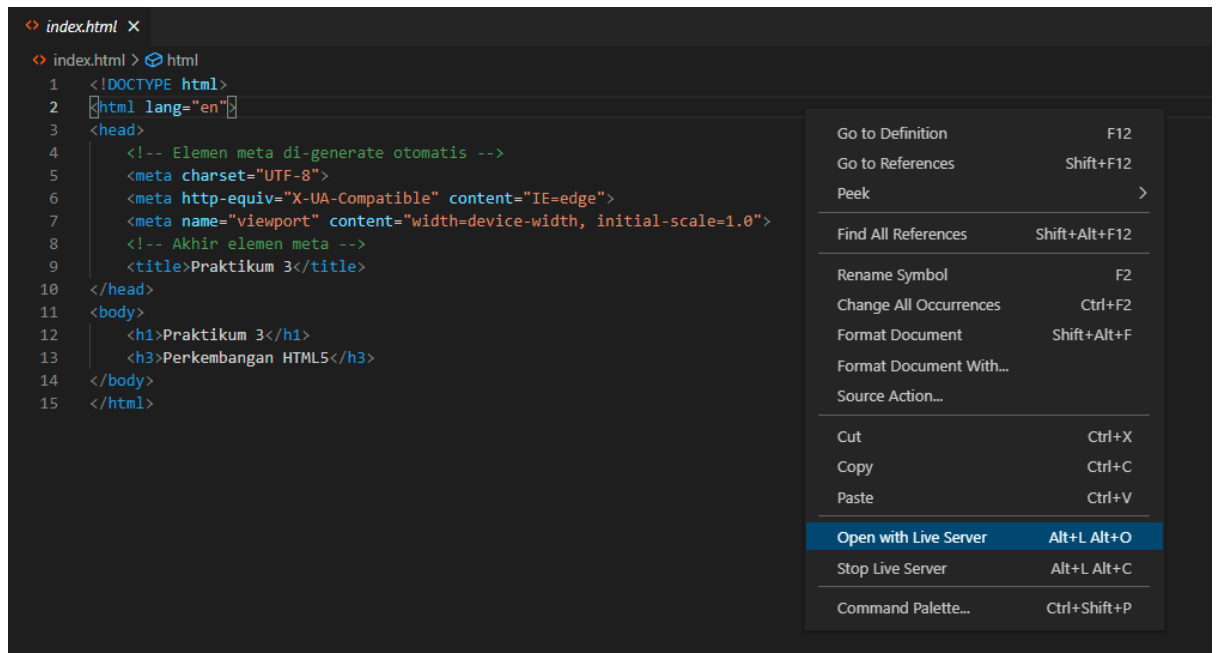 index.html
index.html > html
1 <!DOCTYPE html>
2 <html lang="en">
3 <head>
4 <!-- Elemen meta di-generate otomatis -->
5 <meta charset="UTF-8">
6 <meta http-equiv="X-UA-Compatible" content="IE=edge">
7 <meta name="viewport" content="width=device-width, initial-scale=1.0">
8 <!-- Akhir elemen meta -->
9 <title>Praktikum 3</title>
10 </head>
11 <body>
12 <h1>Praktikum 3</h1>
13 <h3>Perkembangan HTML5</h3>
14 </body>
15 </html>
Go to Definition F12
Go to References Shift+F12
Peek >
Find All References Shift+Alt+F12
Rename Symbol F2
Change All Occurrences Ctrl+F2
Format Document Shift+Alt+F
Format Document With...
Source Action...
Cut Ctrl+X
Copy Ctrl+C
Paste Ctrl+V
Open with Live Server Alt+L Alt+O
Stop Live Server Alt+L Alt+C
Command Palette... Ctrl+Shift+P